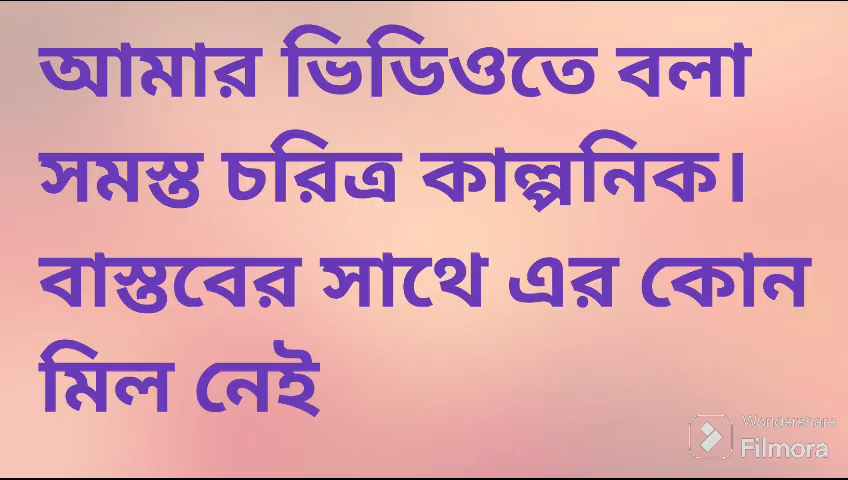 আমার ভিডিওতে বলা
সমস্ত চরিত্র কাল্পনিক।
বাস্তবের সাথে এর কোন
মিল নেই
Wondershare
Filmora